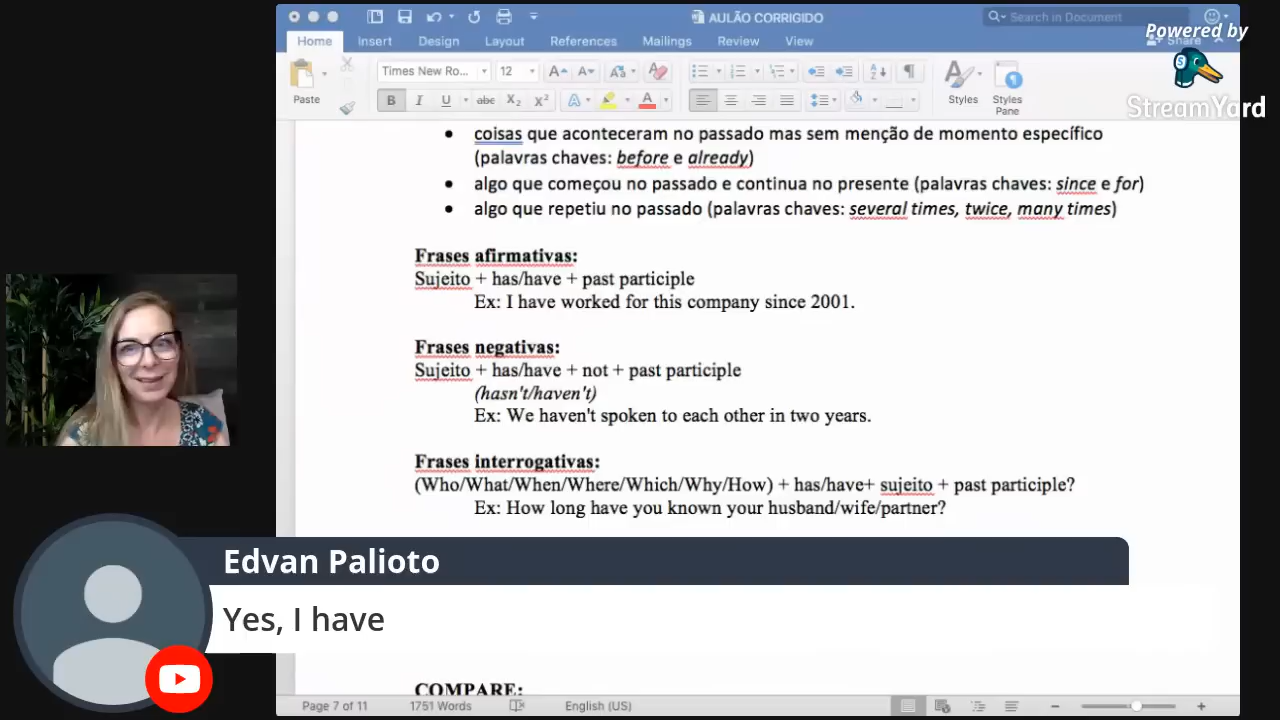 AULÃO CORRIGIDO
Search in Document
Powered by
Share
StreamYard
Home Insert Design Layout References Mailings Review View
Times New Ro... 12
Paste
B I U abc X₂ X²
Styles Styles Pane
coisas que aconteceram no passado mas sem menção de momento específico
(palavras chaves: before e already)
algo que começou no passado e continua no presente (palavras chaves: since e for)
algo que repetiu no passado (palavras chaves: several times, twice, many times)
Frases afirmativas:
Sujeito + has/have + past participle
Ex: I have worked for this company since 2001.
Frases negativas:
Sujeito + has/have + not + past participle
(hasn't/haven't)
Ex: We haven't spoken to each other in two years.
Frases interrogativas:
(Who/What/When/Where/Which/Why/How) + has/have+ sujeito + past participle?
Ex: How long have you known your husband/wife/partner?
Edvan Palioto
Yes, I have
COMPARE:
Page 7 of 11 1751 Words English (US)